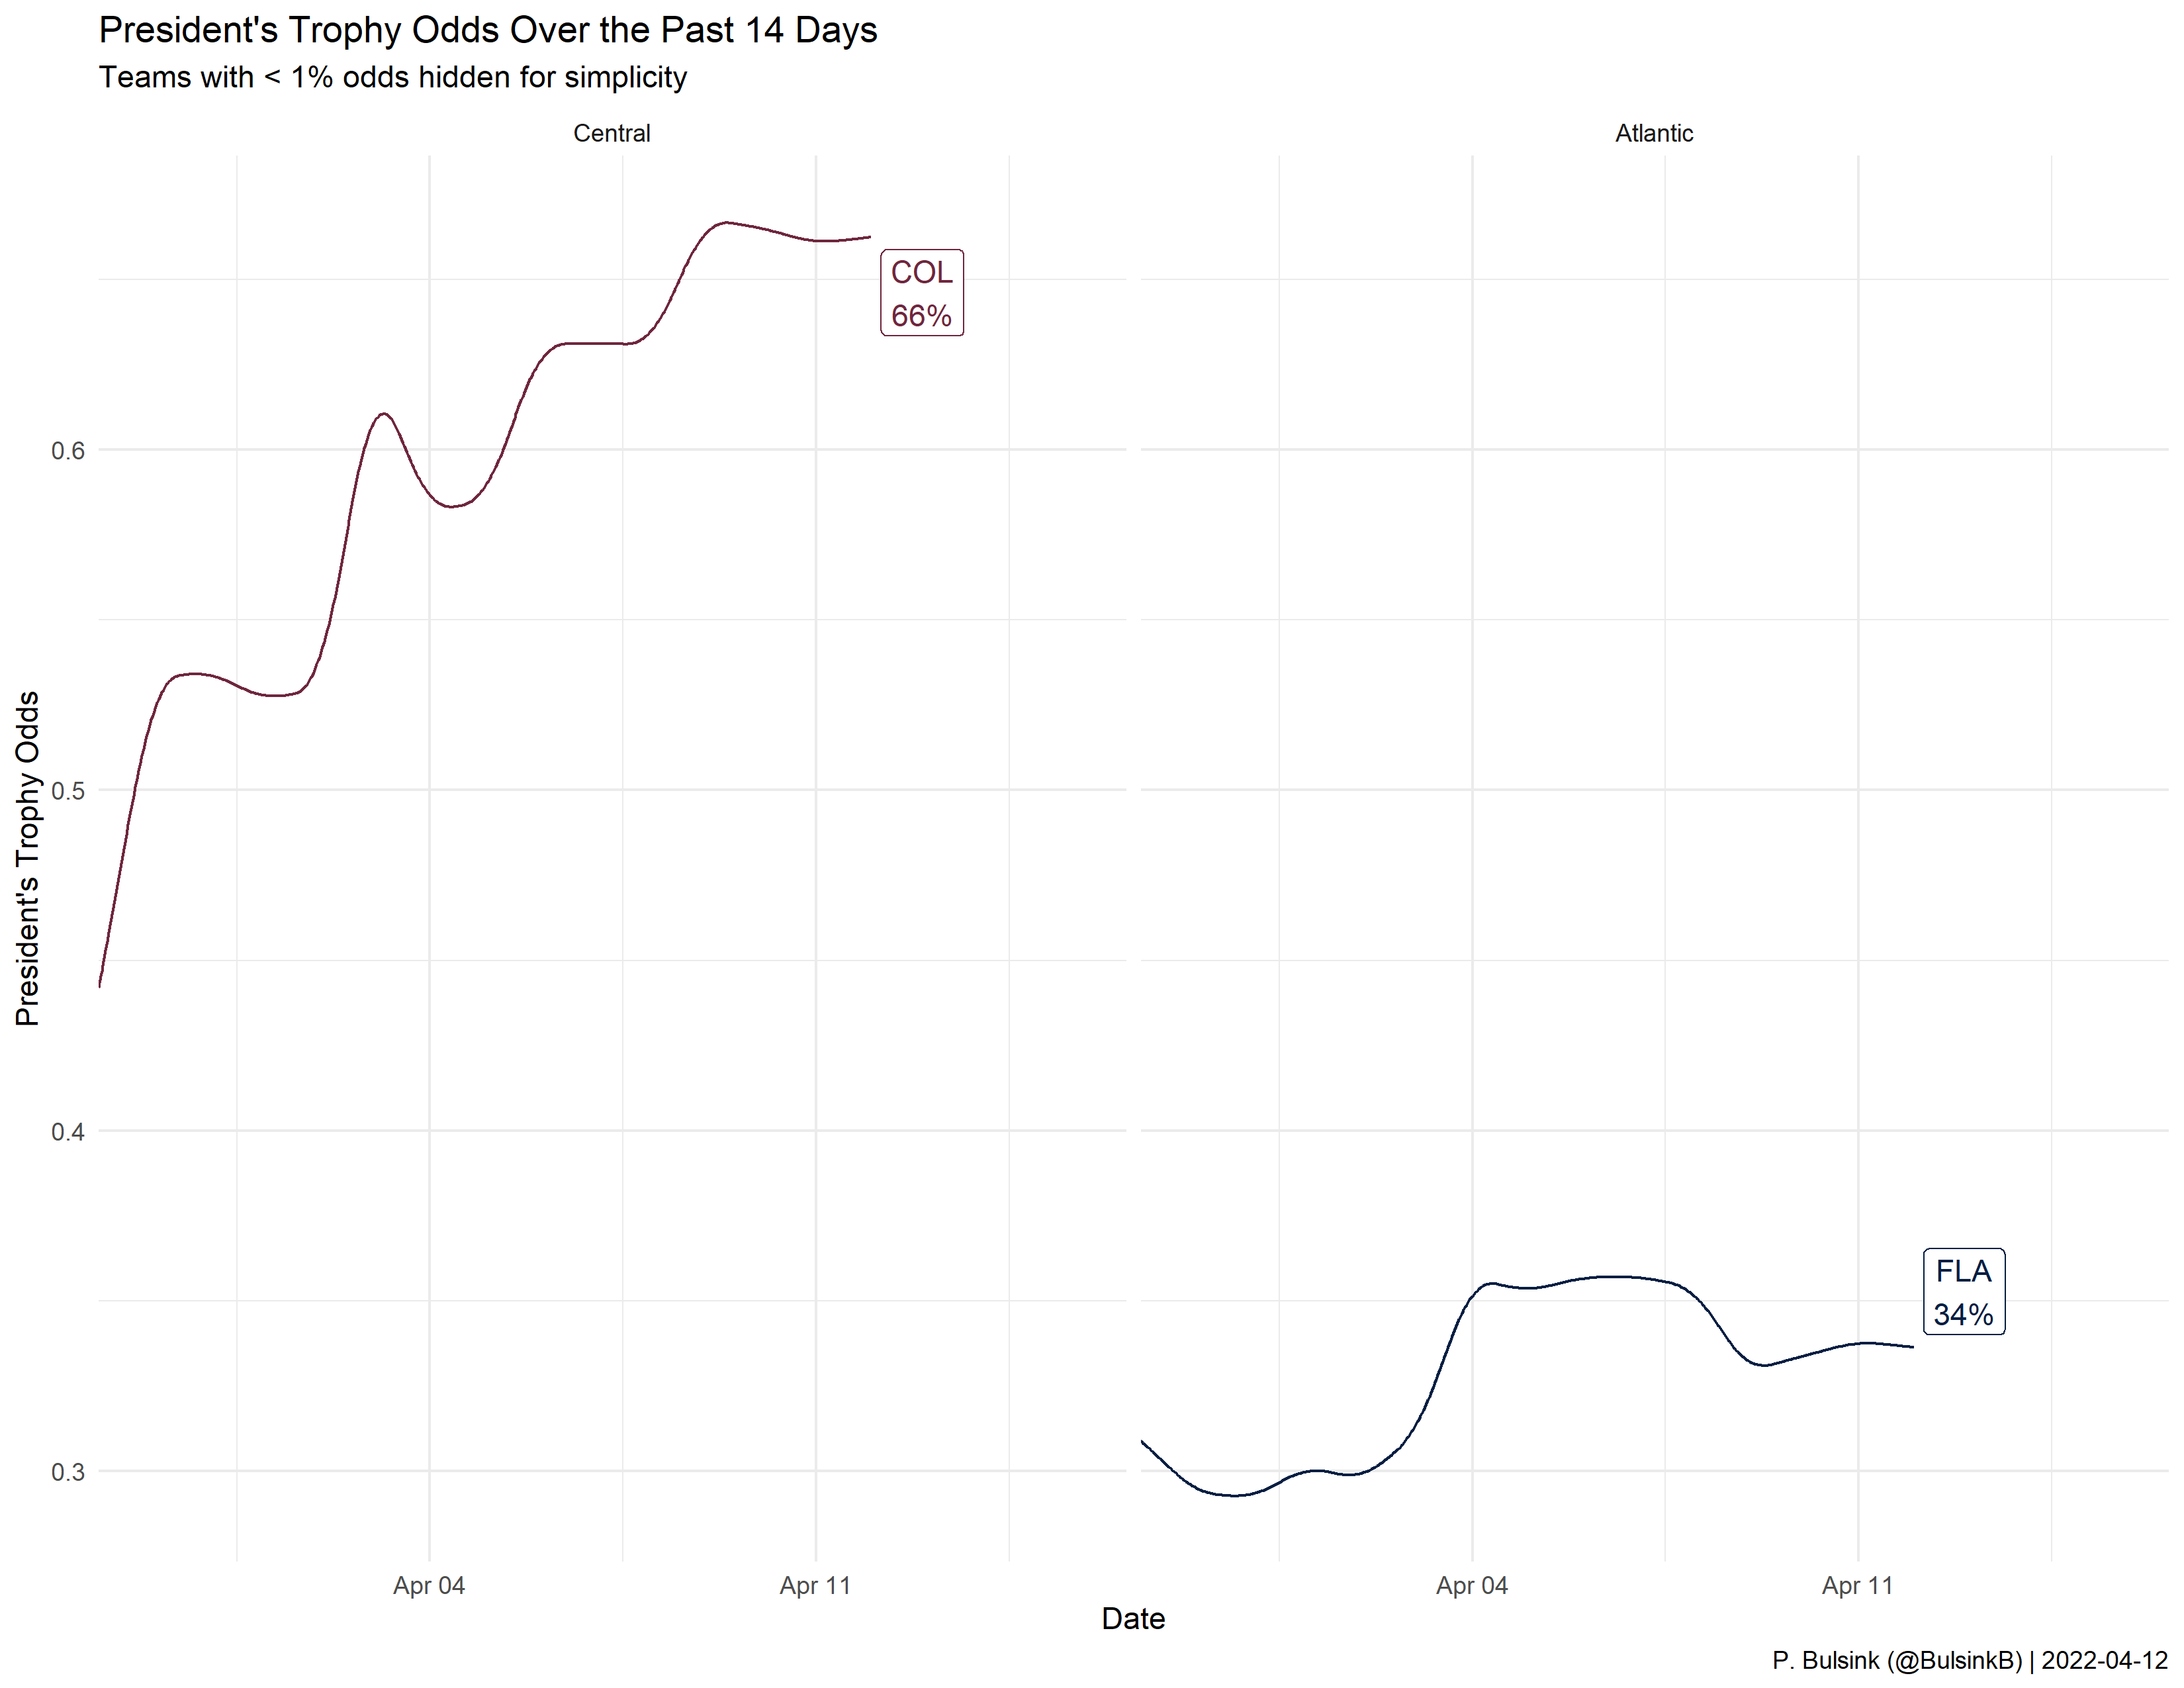 President's Trophy Odds Over the Past 14 Days
Teams with < 1% odds hidden for simplicity
Central
Atlantic
COL
66%
0.6
0.5
0.4
0.3
President's Trophy Odds
FLA
34%
Apr 04
Apr 11
Apr 04
Apr 11
Date
P. Bulsink (@BulsinkB) | 2022-04-12